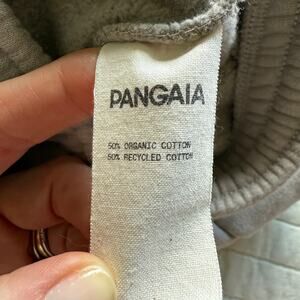 PANGAIA
50% ORGANIC COTTON
50% RECYCLED COTTON